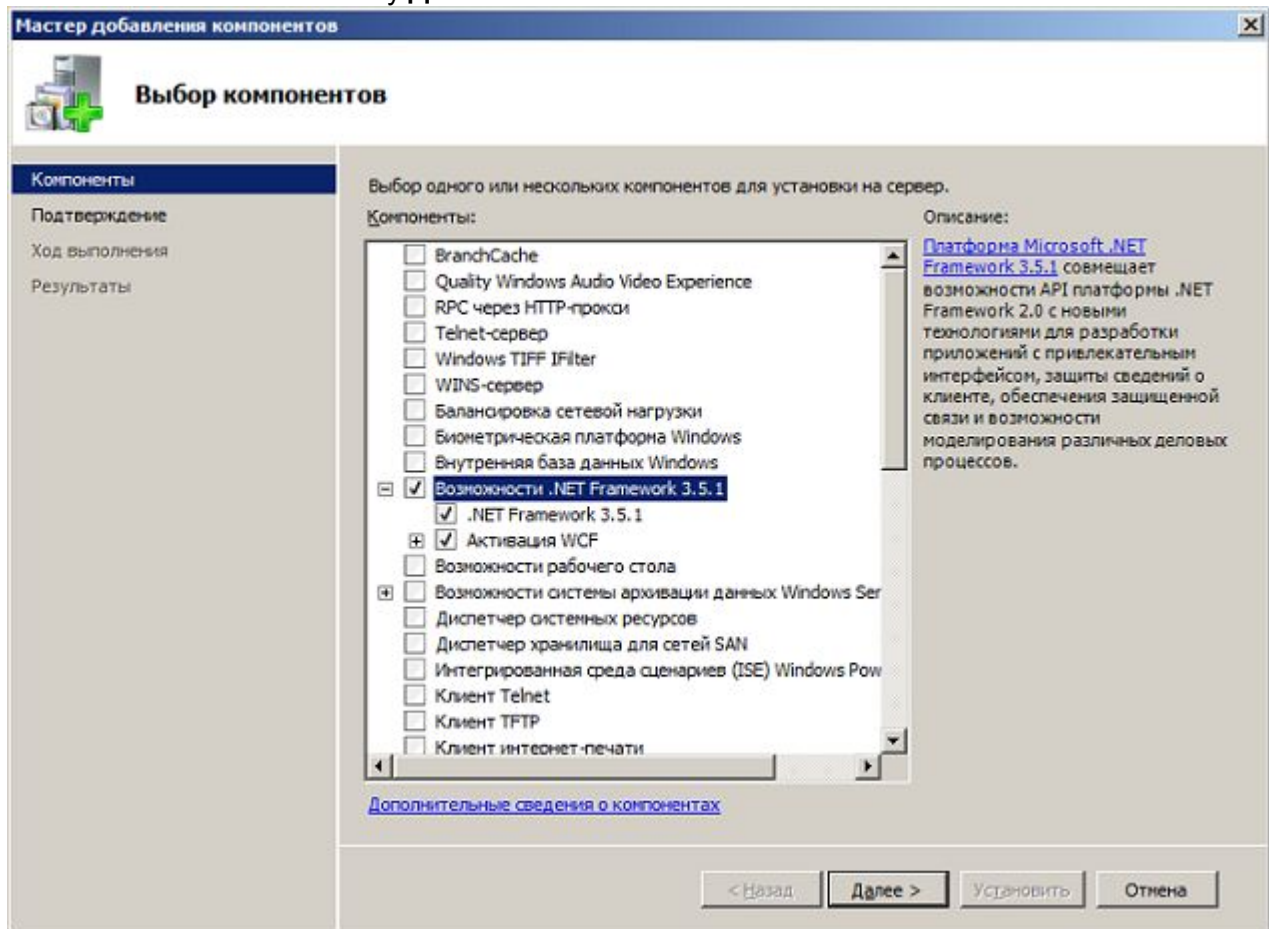 Мастер добавления компонентов
Выбор компонентов
Компоненты
Подтверждение
Ход выполнения
Результаты
Выбор одного или нескольких компонентов для установки на сервер.
Компоненты:
BranchCache
Quality Windows Audio Video Experience
RPC через HTTP-прокси
Telnet-сервер
Windows TIFF IFilter
WINS-сервер
Балансировка сетевой нагрузки
Биометрическая платформа Windows
Внутренняя база данных Windows
Возможности .NET Framework 3.5.1
.NET Framework 3.5.1
Активация WCF
Возможности рабочего стола
Возможности системы архивации данных Windows Ser
Диспетчер системных ресурсов
Диспетчер хранилища для сетей SAN
Интегрированная среда сценариев (ISE) Windows Pow
Клиент Telnet
Клиент TFTP
Клиент интернет-печати
Описание:
Платформа Microsoft .NET
Framework 3.5.1 совмещает
возможности API платформы .NET
Framework 2.0 с новыми
технологиями для разработки
приложений с привлекательным
интерфейсом, защиты сведений о
клиенте, обеспечения защищенной
связи и возможности
моделирования различных деловых
процессов.
Дополнительные сведения о компонентах
< Назад
Далее >
Установить
Отмена